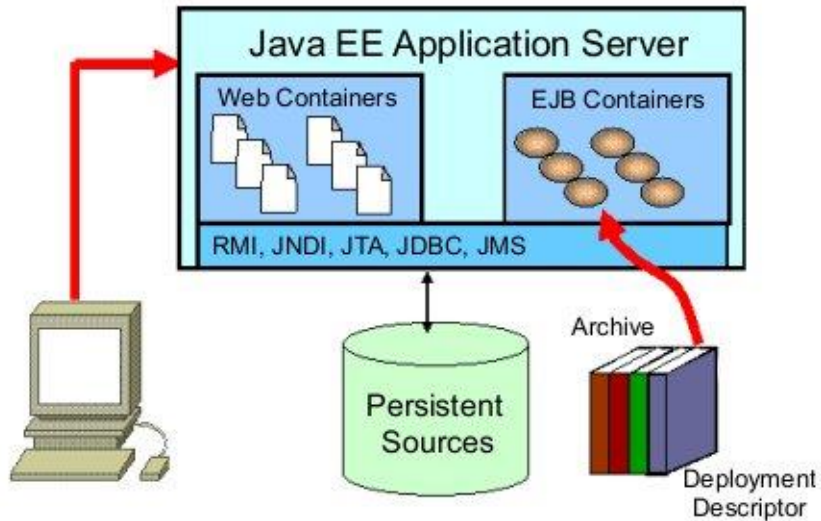 Java EE Application Server
Web Containers
EJB Containers
RMI, JNDI, JTA, JDBC, JMS
Archive
Persistent
Sources
Deployment
Descriptor